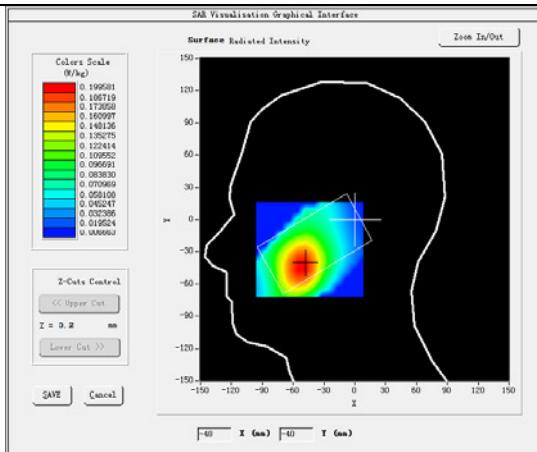 SAR Visualisation Graphical Interface
Surface Radiated Intensity
Zoom In/Out
Colors Scale
(W/kg)
0.199581
0.186719
0.173858
0.160997
0.148136
0.135275
0.122414
0.109552
0.096691
0.083830
0.070969
0.058108
0.045247
0.032386
0.019524
0.006663
150
120
90
60
30
0
-30
-60
-90
-120
-150
Y
-150 -120 -90 -60 -30 0 30 60 90 120 150
X
Z-Cuts Control
<< Upper Cut
Z = 3.2 mm
Lower Cut >>
SAVE Cancel
-48 X (mm) -40 Y (mm)